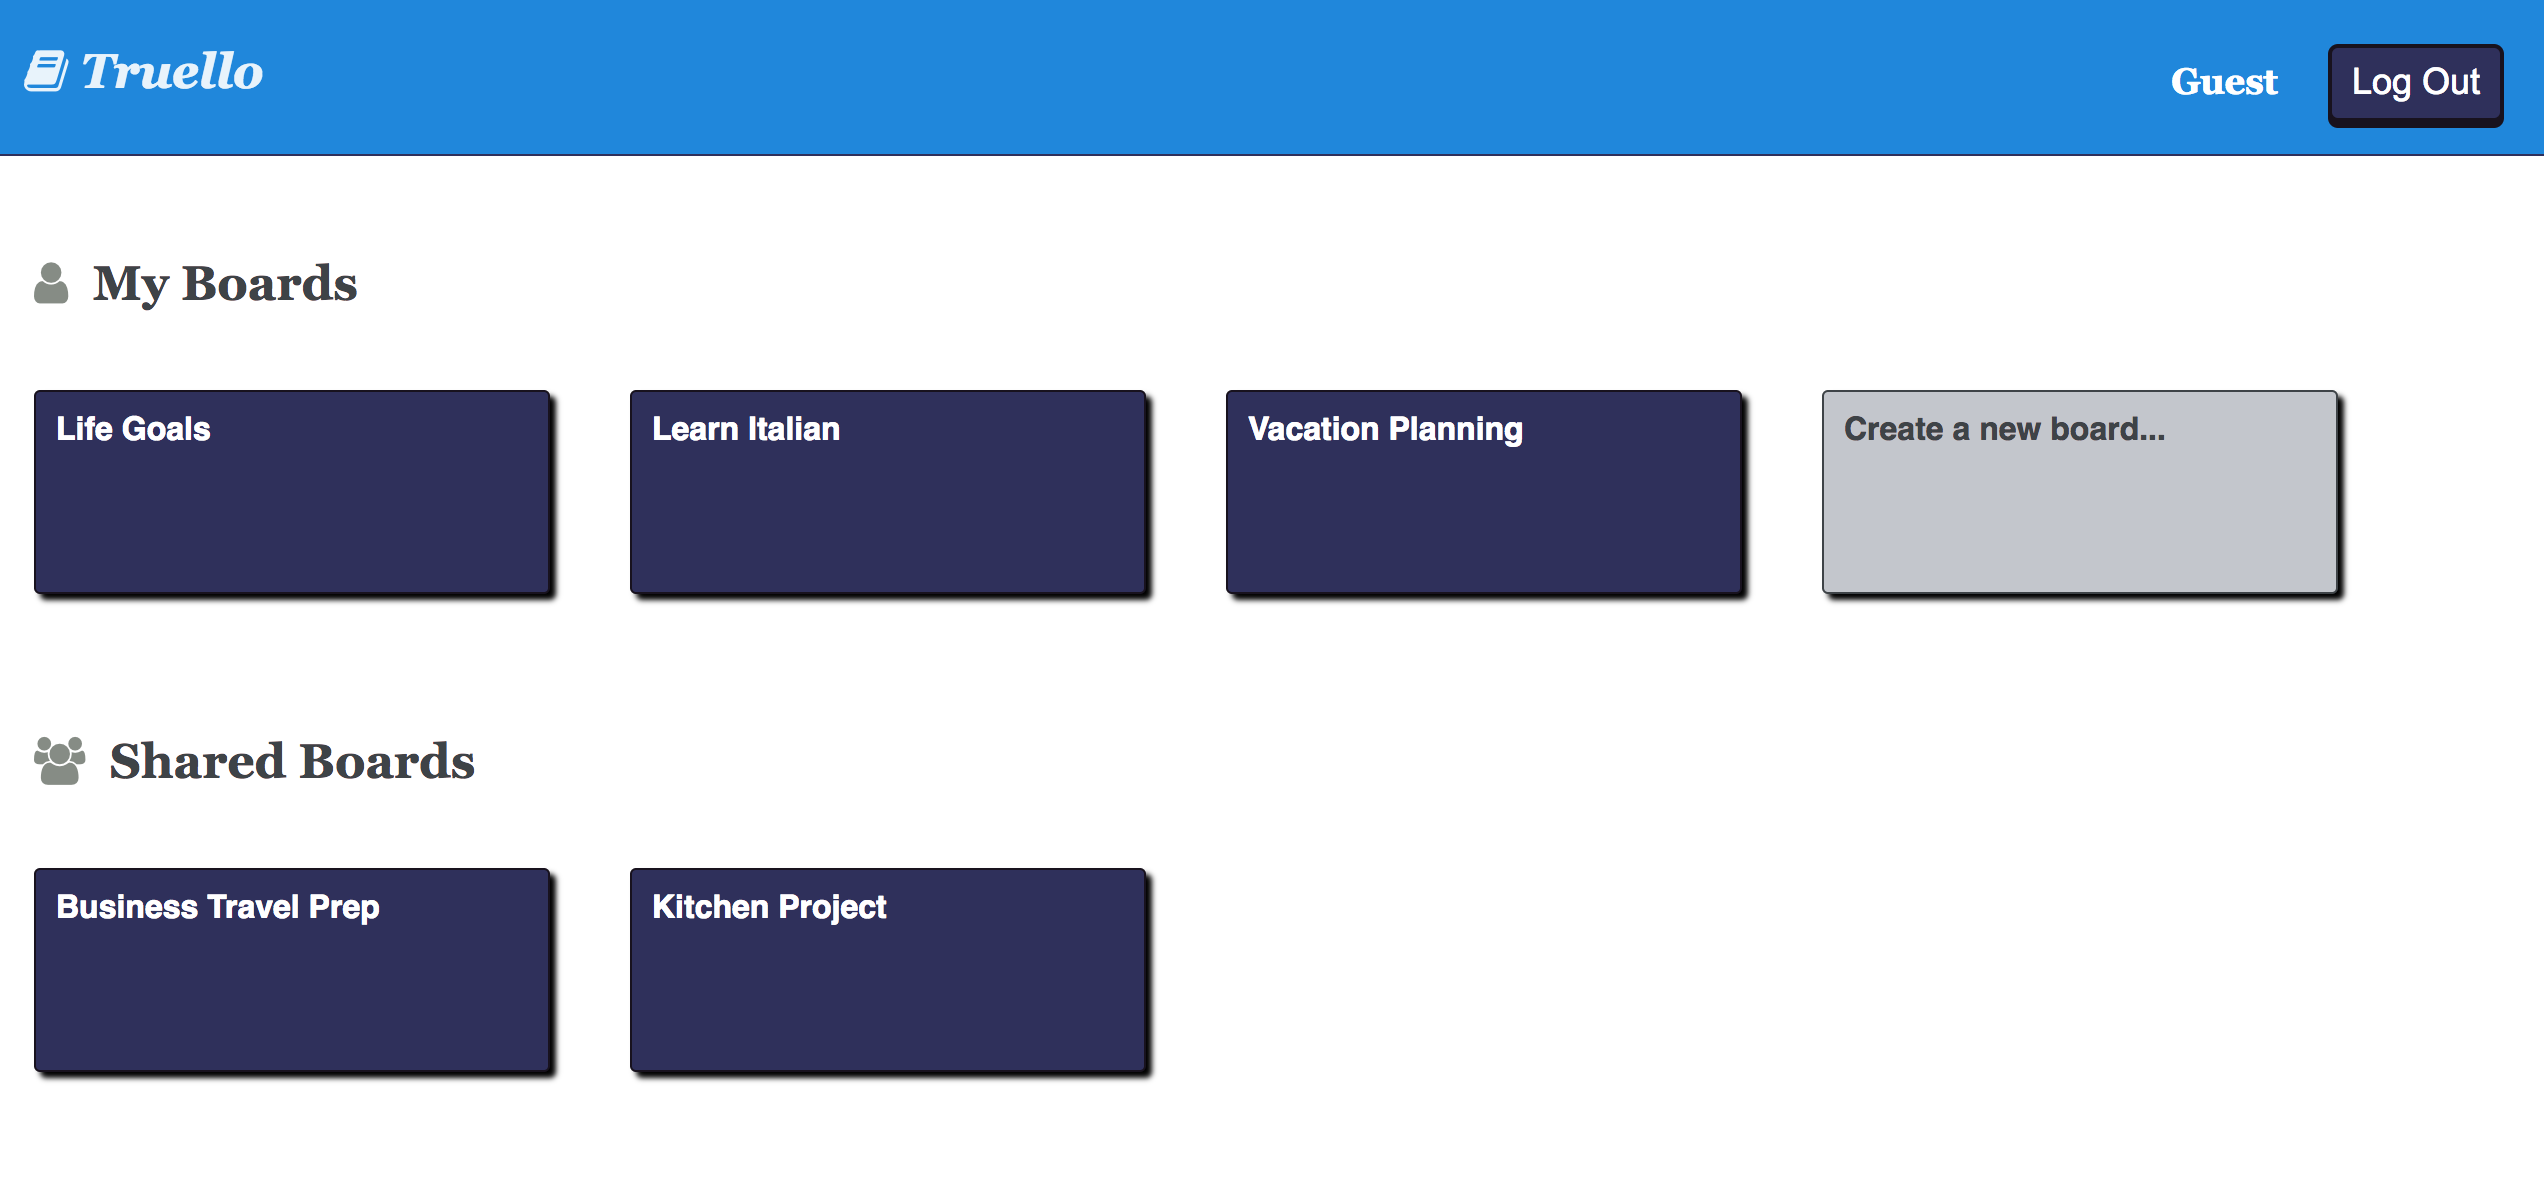 Truello
Guest
Log Out
My Boards
Life Goals
Learn Italian
Vacation Planning
Create a new board...
Shared Boards
Business Travel Prep
Kitchen Project